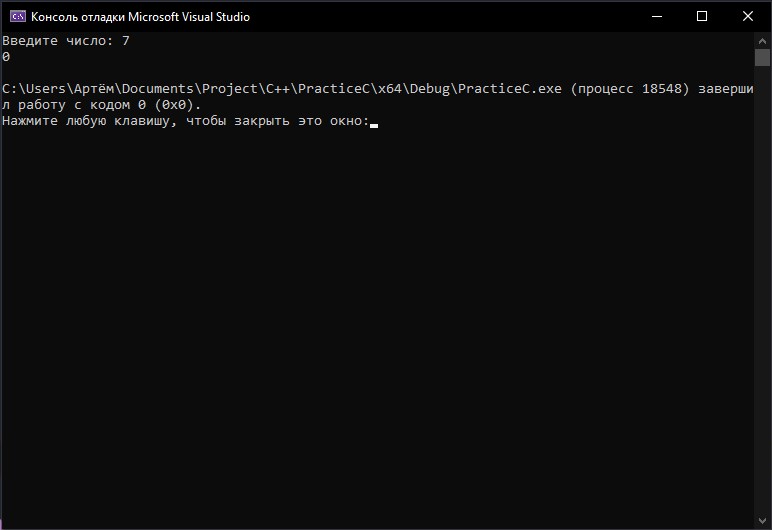 Консоль отладки Microsoft Visual Studio
Введите число: 7
0
C:\Users\Артём\Documents\Project\C++\PracticeC\x64\Debug\PracticeC.exe (процесс 18548) заверши
л работу с кодом 0 (0x0).
Нажмите любую клавишу, чтобы закрыть это окно: